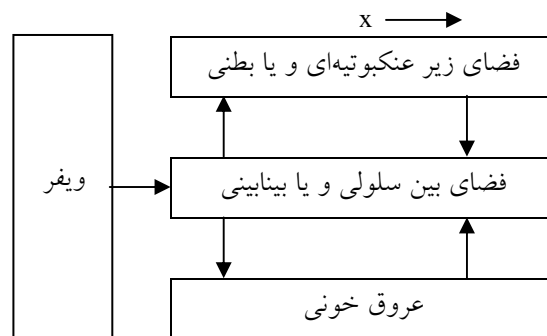 x
فضای زیر عنکبوتیه‌ای و یا بطنی
ویفر
فضای بین سلولی و یا بینابینی
عروق خونی